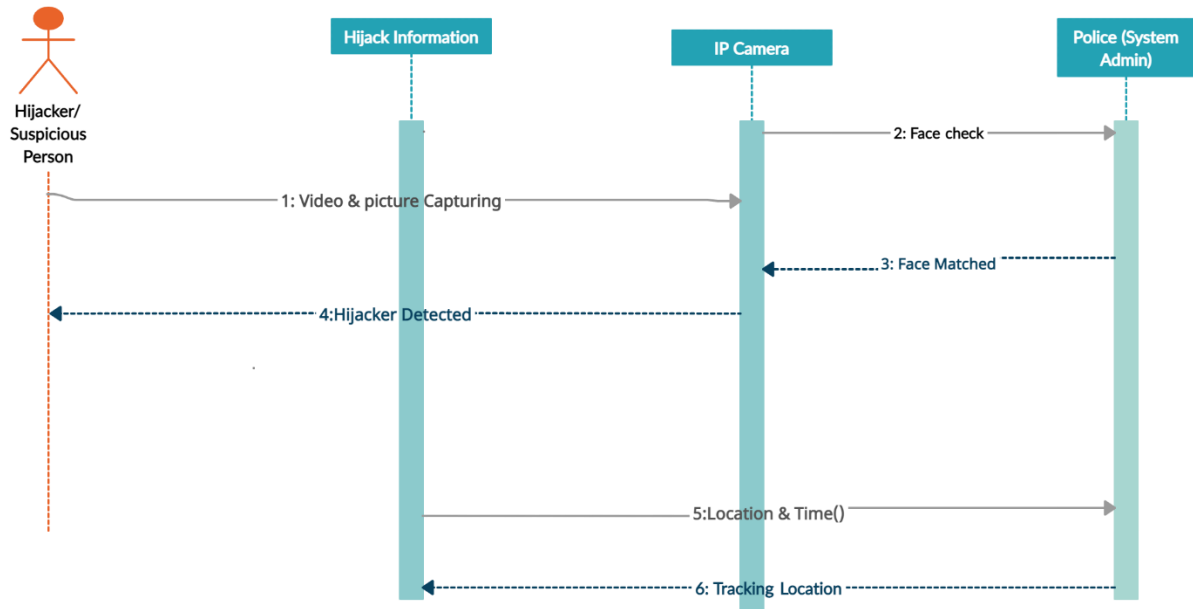 Hijack Information
IP Camera
Police (System
Admin)
Hijacker/
Suspicious
Person
2: Face check
1: Video & picture Capturing
3: Face Matched
4:Hijacker Detected
5:Location & Time()
6: Tracking Location